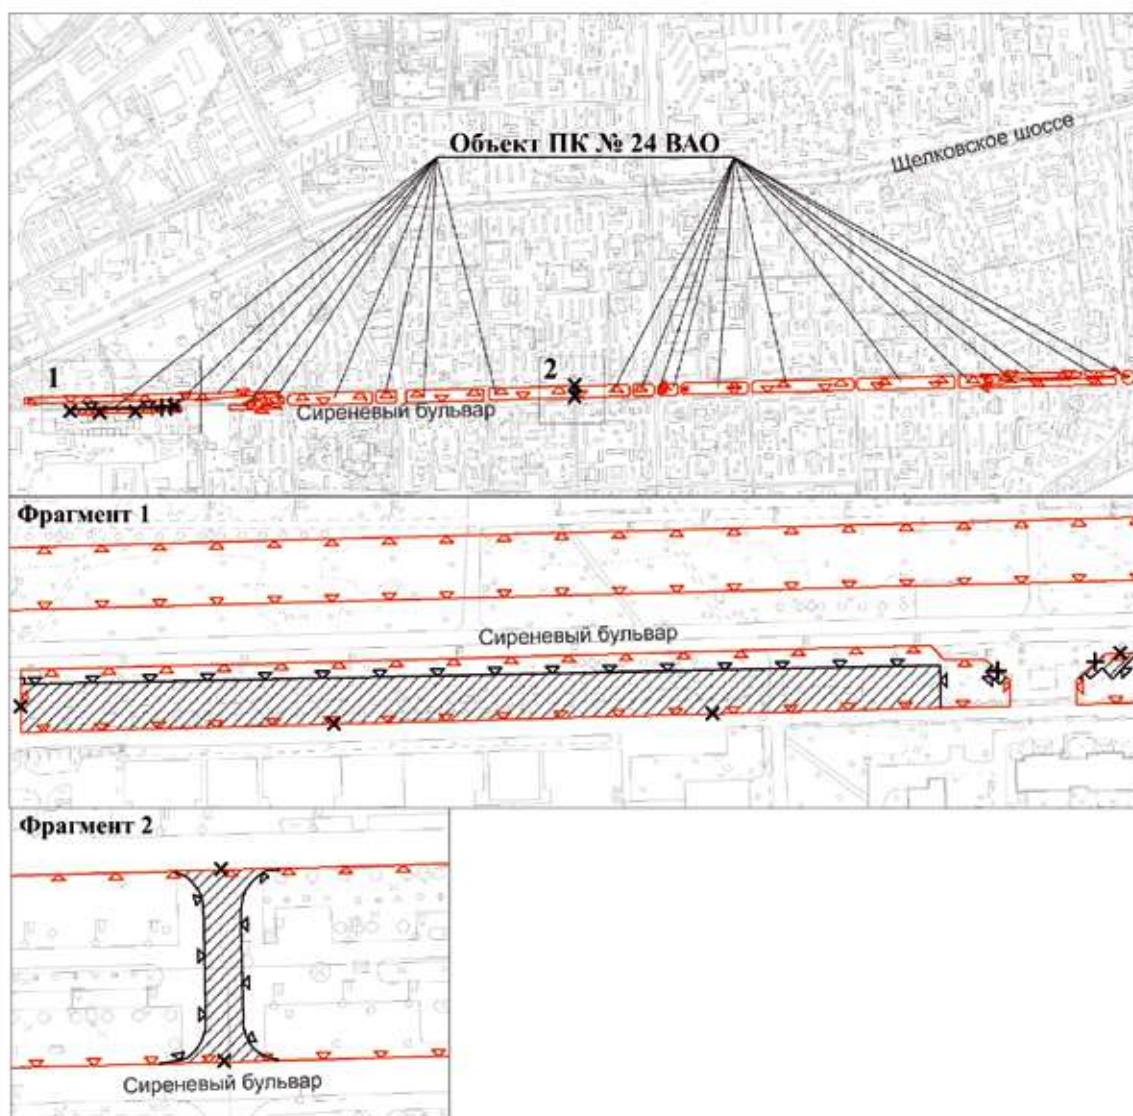 Объект ПК № 24 ВАО
Щелковское шоссе
1
2
Сиреневый бульвар
Фрагмент 1
Сиреневый бульвар
Фрагмент 2
Сиреневый бульвар